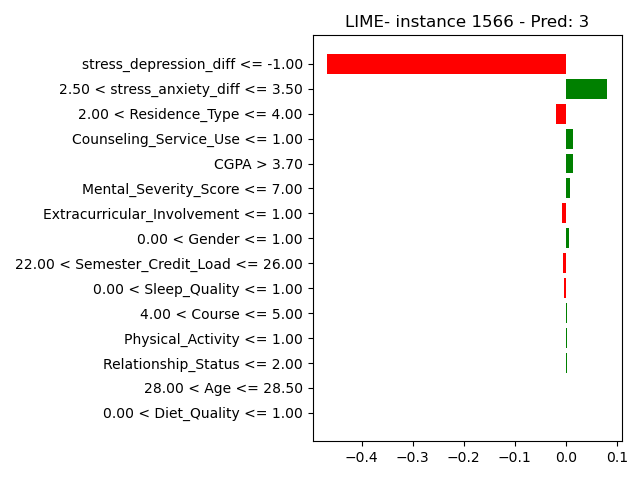 LIME- instance 1566 - Pred: 3
stress_depression_diff <= -1.00
2.50 < stress_anxiety_diff <= 3.50
2.00 < Residence_Type <= 4.00
Counseling_Service_Use <= 1.00
CGPA > 3.70
Mental_Severity_Score <= 7.00
Extracurricular_Involvement <= 1.00
0.00 < Gender <= 1.00
22.00 < Semester_Credit_Load <= 26.00
0.00 < Sleep_Quality <= 1.00
4.00 < Course <= 5.00
Physical_Activity <= 1.00
Relationship_Status <= 2.00
28.00 < Age <= 28.50
0.00 < Diet_Quality <= 1.00
−0.4 −0.3 −0.2 −0.1 0.0 0.1